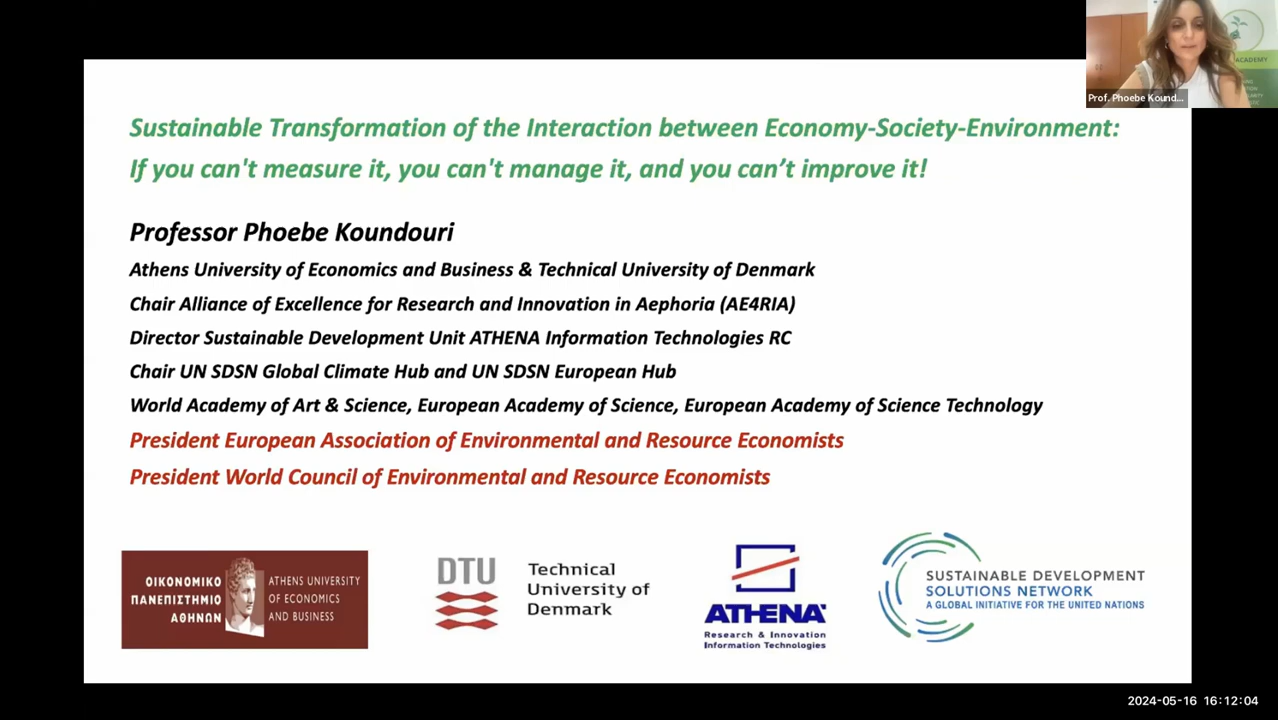 ACADEMY
Prof. Phoebe Kound...
Sustainable Transformation of the Interaction between Economy-Society-Environment:
If you can't measure it, you can't manage it, and you can’t improve it!
Professor Phoebe Koundouri
Athens University of Economics and Business & Technical University of Denmark
Chair Alliance of Excellence for Research and Innovation in Aephoria (AE4RIA)
Director Sustainable Development Unit ATHENA Information Technologies RC
Chair UN SDSN Global Climate Hub and UN SDSN European Hub
World Academy of Art & Science, European Academy of Science, European Academy of Science Technology
President European Association of Environmental and Resource Economists
President World Council of Environmental and Resource Economists
ΟΙΚΟΝΟΜΙΚΟ
ΠΑΝΕΠΙΣΤΗΜΙΟ
ΑΘΗΝΩΝ
ATHENS UNIVERSITY
OF ECONOMICS
AND BUSINESS
DTU
Technical
University of
Denmark
ATHENA
Research & Innovation
Information Technologies
SUSTAINABLE DEVELOPMENT
SOLUTIONS NETWORK
A GLOBAL INITIATIVE FOR THE UNITED NATIONS
2024-05-16 16:12:04